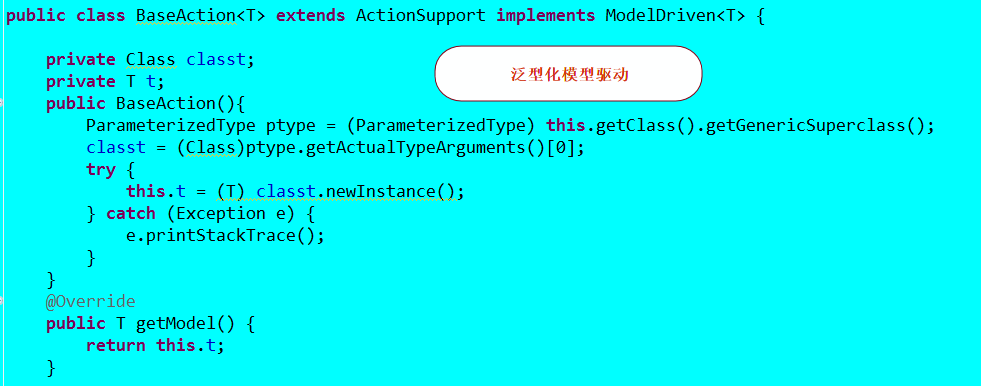 public class BaseAction<T> extends ActionSupport implements ModelDriven<T> {
泛型化模型驱动
    private Class classt;
    private T t;
    public BaseAction(){
        ParameterizedType ptype = (ParameterizedType) this.getClass().getGenericSuperclass();
        classt = (Class)ptype.getActualTypeArguments()[0];
        try {
            this.t = (T) classt.newInstance();
        } catch (Exception e) {
            e.printStackTrace();
        }
    }
    @Override
    public T getModel() {
        return this.t;
    }